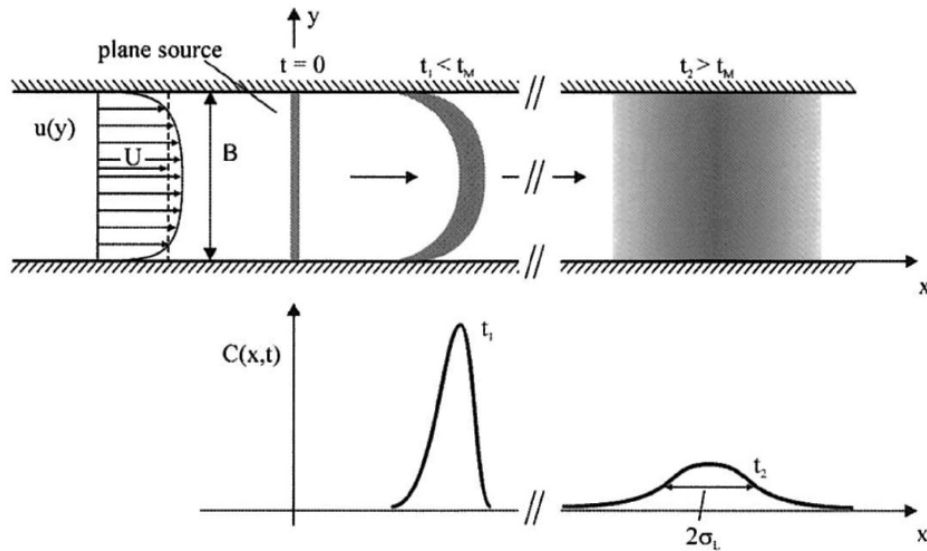 y
plane source
t = 0
t₁ < t_M
t₂ > t_M
u(y)
U
B
x
C(x,t)
t₁
t₂
2σ_L
x